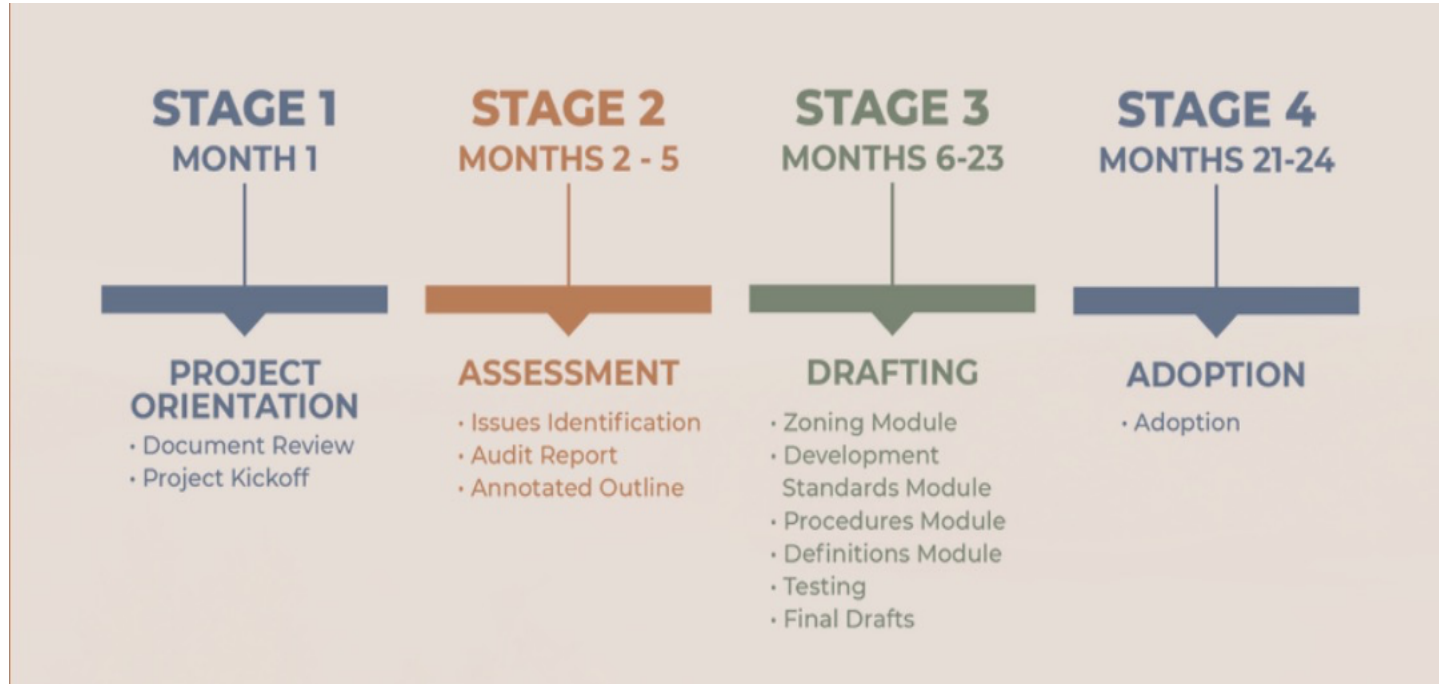 STAGE 1
MONTH 1
PROJECT
ORIENTATION
• Document Review
• Project Kickoff
STAGE 2
MONTHS 2 - 5
ASSESSMENT
• Issues Identification
• Audit Report
• Annotated Outline
STAGE 3
MONTHS 6-23
DRAFTING
• Zoning Module
• Development
Standards Module
• Procedures Module
• Definitions Module
• Testing
• Final Drafts
STAGE 4
MONTHS 21-24
ADOPTION
• Adoption